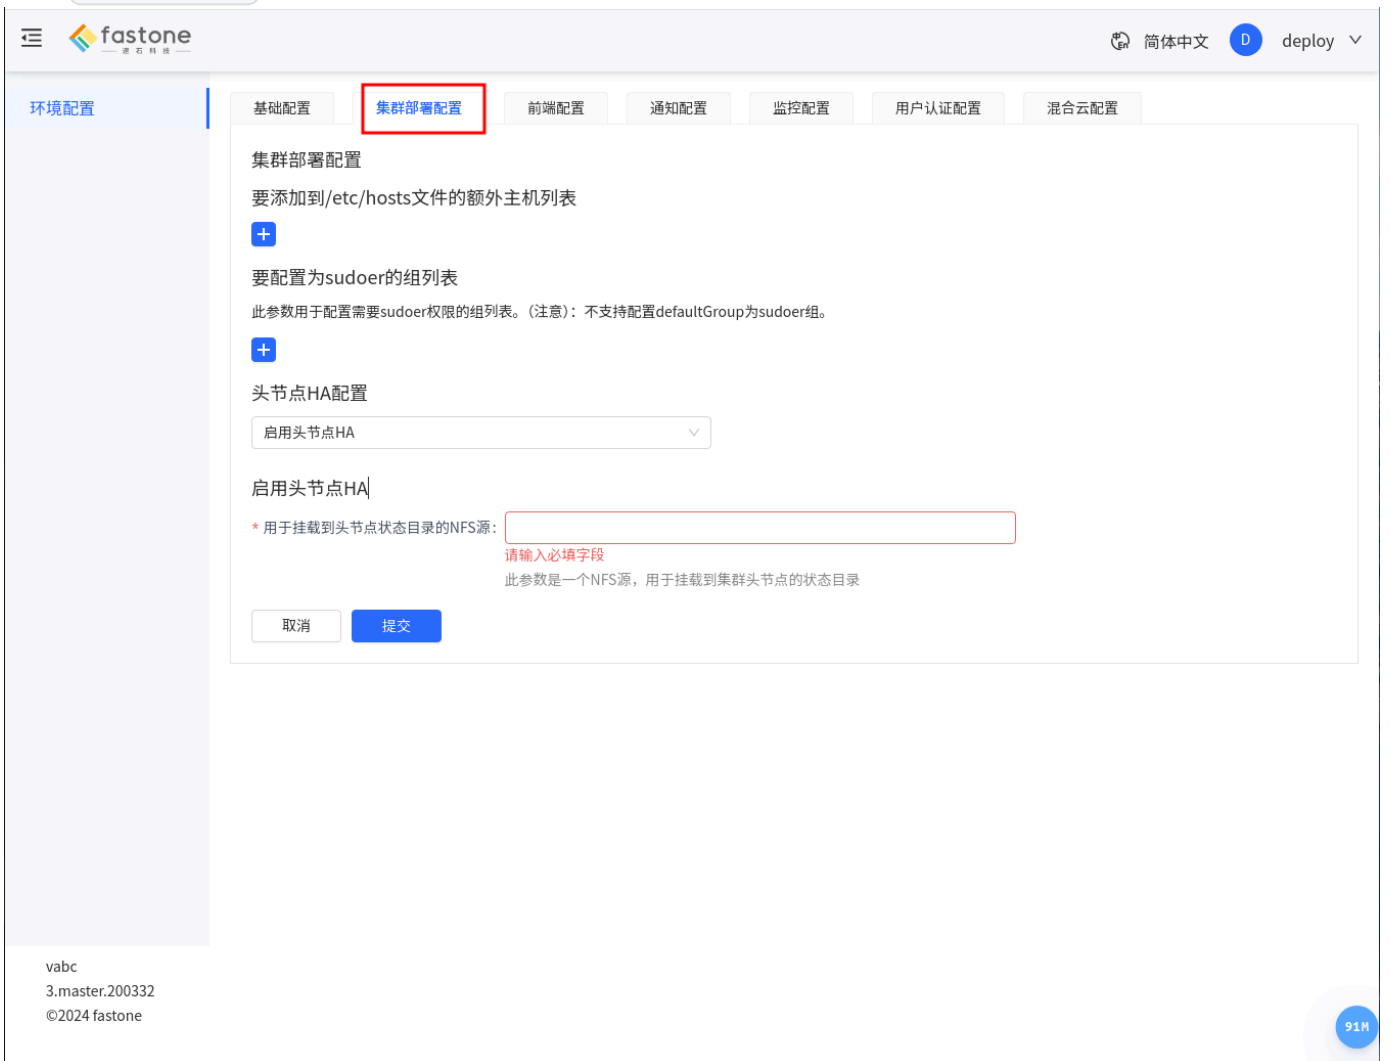 fastone
速石科技
简体中文
D
deploy
环境配置
基础配置
集群部署配置
前端配置
通知配置
监控配置
用户认证配置
混合云配置
集群部署配置
要添加到/etc/hosts文件的额外主机列表
+
要配置为sudoer的组列表
此参数用于配置需要sudoer权限的组列表。（注意）：不支持配置defaultGroup为sudoer组。
+
头节点HA配置
启用头节点HA
启用头节点HA
* 用于挂载到头节点状态目录的NFS源：
请输入必填字段
此参数是一个NFS源，用于挂载到集群头节点的状态目录
取消
提交
vabc
3.master.200332
©2024 fastone
91M